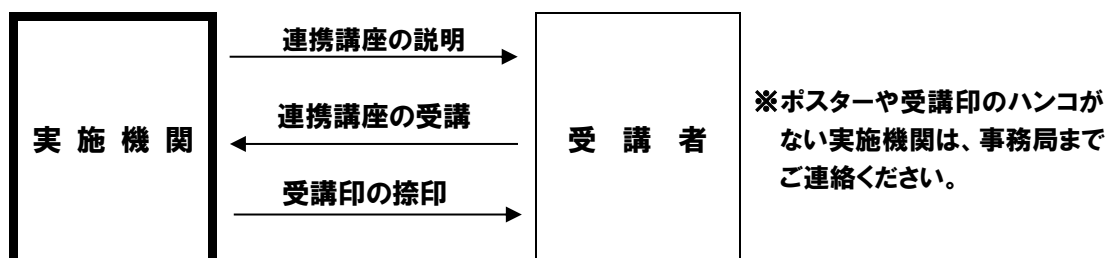 連携講座の説明
連携講座の受講
受講印の捺印
実施機関
受講者
※ポスターや受講印のハンコが
ない実施機関は、事務局まで
ご連絡ください。